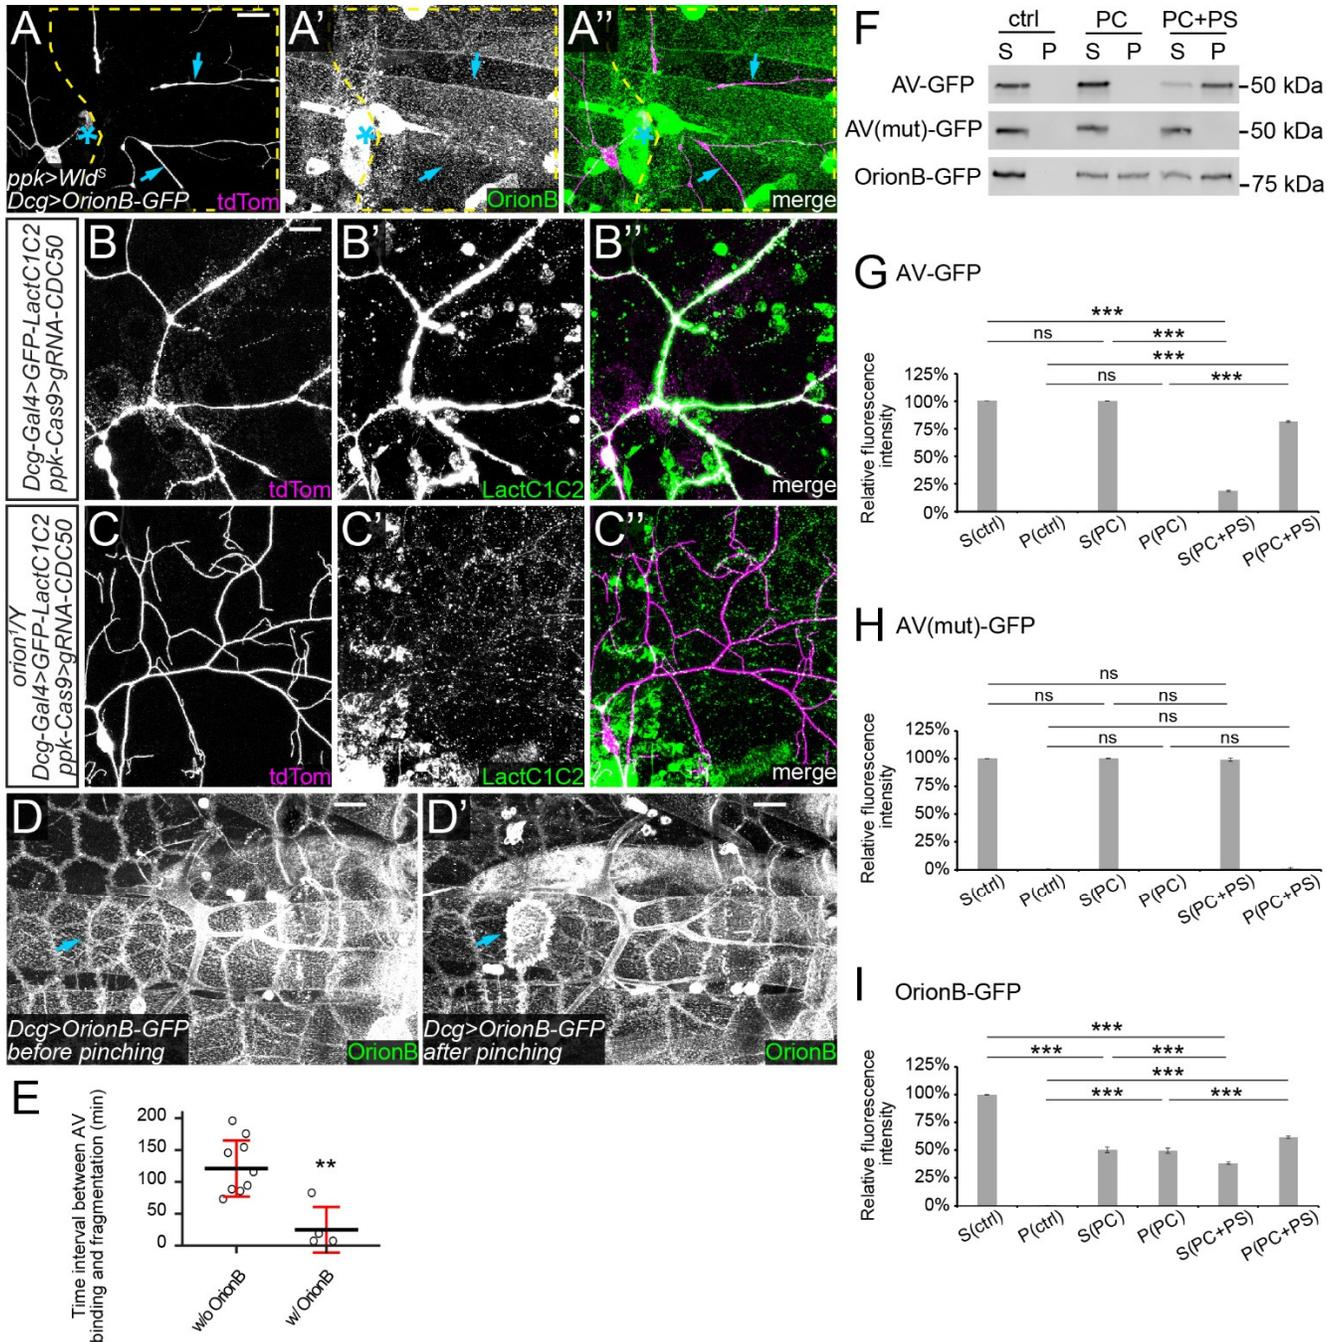 A
ppk>Wld^S
Dcg>OrionB-GFP
tdTom
A'
OrionB
A''
merge
Dcg-Gal4>GFP-LactC1C2
ppk-Cas9>gRNA-CDC50
B
tdTom
B'
LactC1C2
B''
merge
orion¹/Y
Dcg-Gal4>GFP-LactC1C2
ppk-Cas9>gRNA-CDC50
C
tdTom
C'
LactC1C2
C''
merge
D
Dcg>OrionB-GFP
before pinching
OrionB
D'
Dcg>OrionB-GFP
after pinching
OrionB
E
Time interval between AV
binding and fragmentation (min)
200
150
100
50
0
**
w/o OrionB
w/ OrionB
F
ctrl PC PC+PS
S P S P S P
AV-GFP -50 kDa
AV(mut)-GFP -50 kDa
OrionB-GFP -75 kDa
G AV-GFP
***
ns ***
***
ns ***
Relative fluorescence
intensity
125%
100%
75%
50%
25%
0%
S(ctrl) P(ctrl) S(PC) P(PC) S(PC+PS) P(PC+PS)
H AV(mut)-GFP
ns
ns ns
ns
ns ns
Relative fluorescence
intensity
125%
100%
75%
50%
25%
0%
S(ctrl) P(ctrl) S(PC) P(PC) S(PC+PS) P(PC+PS)
I OrionB-GFP
***
*** ***
***
*** ***
Relative fluorescence
intensity
125%
100%
75%
50%
25%
0%
S(ctrl) P(ctrl) S(PC) P(PC) S(PC+PS) P(PC+PS)